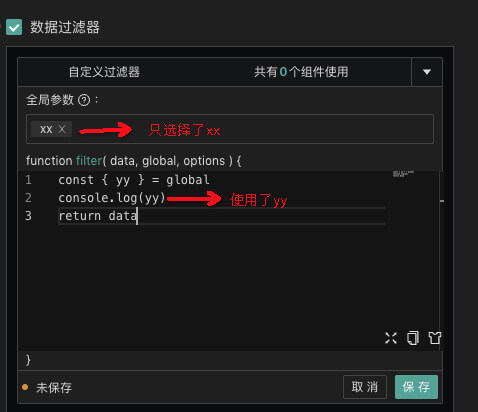 数据过滤器
自定义过滤器 共有0个组件使用
全局参数 ? :
xx × 只选择了xx
function filter( data, global, options ) {
1 const { yy } = global
2 console.log(yy) 使用了yy
3 return data
}
未保存 取消 保存